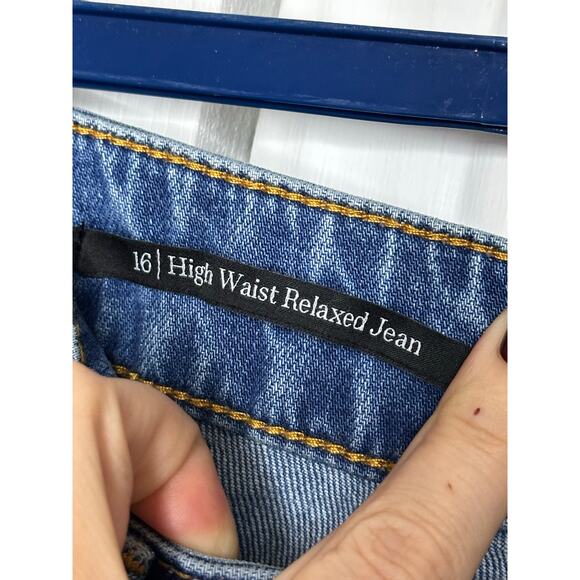 16 | High Waist Relaxed Jean